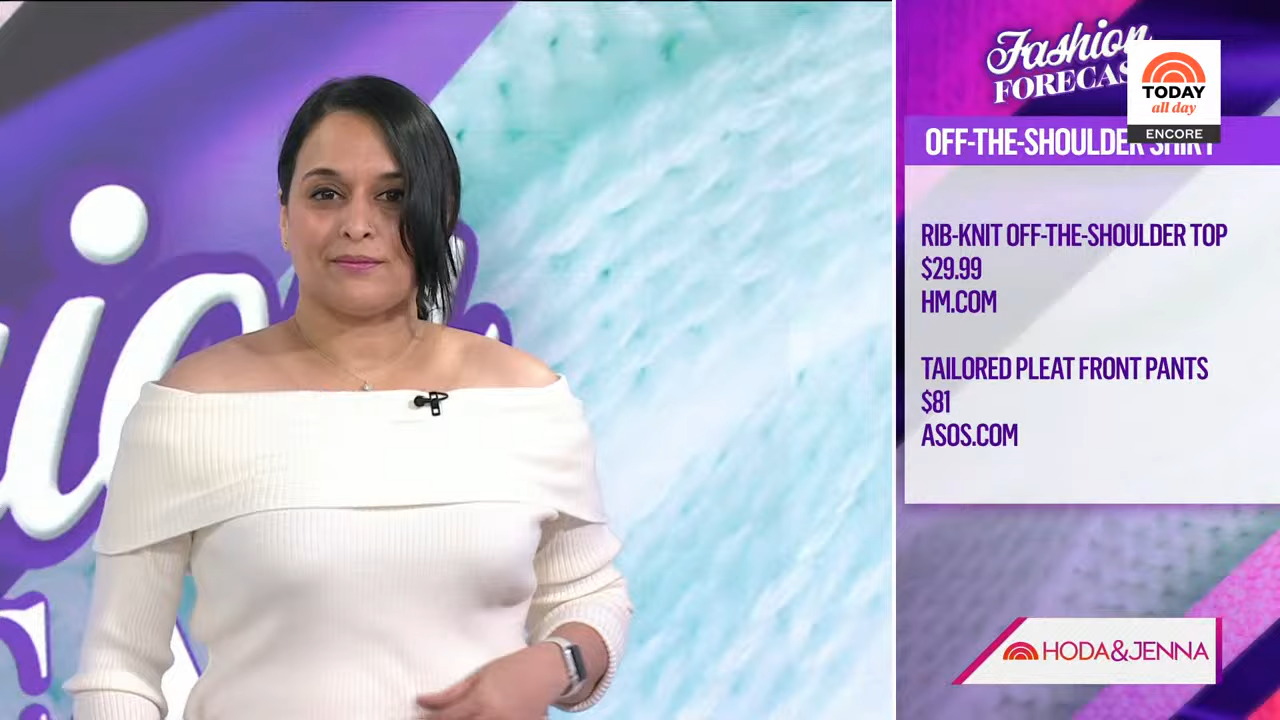 Fashion
FORECAS
TODAY
all day
ENCORE
OFF-THE-SHOULDER SHIRT
RIB-KNIT OFF-THE-SHOULDER TOP
$29.99
HM.COM
TAILORED PLEAT FRONT PANTS
$81
ASOS.COM
HODA&JENNA